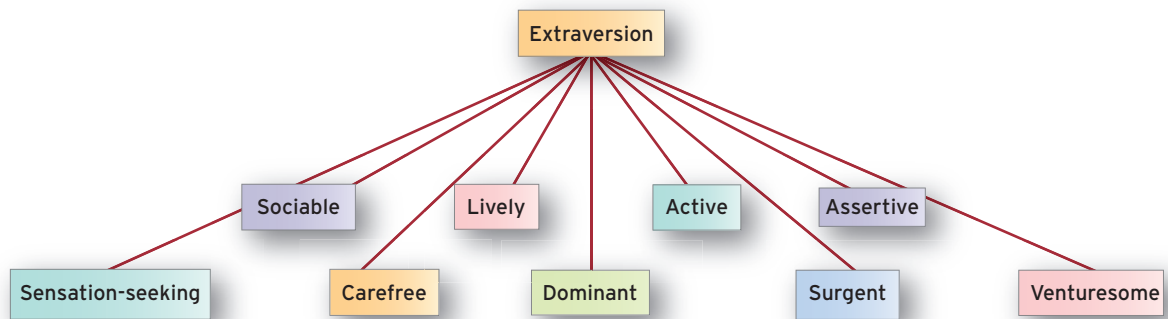 Extraversion
Sociable
Lively
Active
Assertive
Sensation-seeking
Carefree
Dominant
Surgent
Venturesome